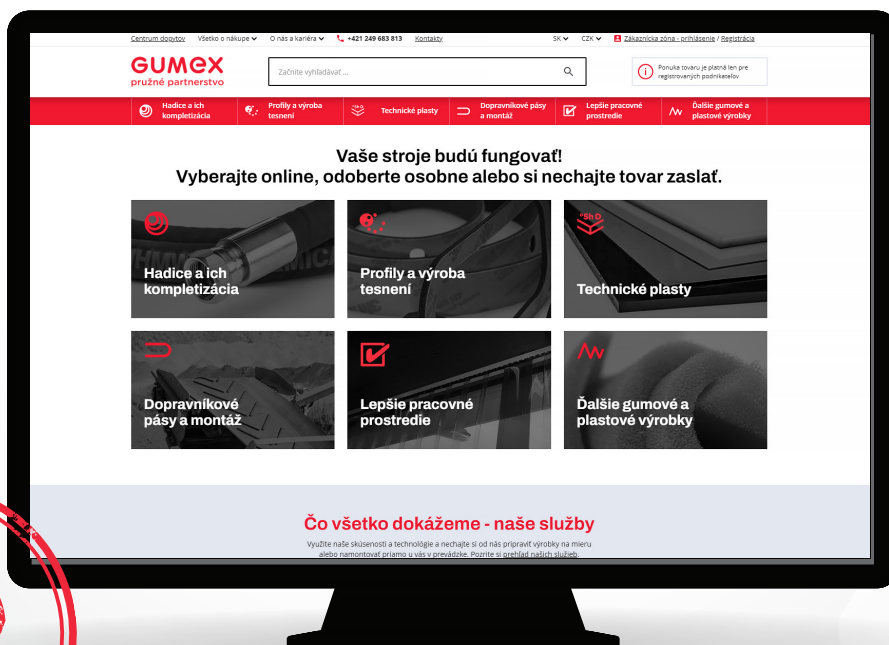 Centrum dopytov Všetko o nákupe O nás a kariéra +421 249 683 813 Kontakty SK CZK Zákaznícka zóna - prihlásenie / Registrácia
GUMEX
pružné partnerstvo
Začnite vyhľadávať ...
Ponuka tovaru je platná len pre
registrovaných podnikateľov
Hadice a ich
kompletizácia
Profily a výroba
tesnení
Technické plasty
Dopravníkové pásy
a montáž
Lepšie pracovné
prostredie
Ďalšie gumové a
plastové výrobky
Vaše stroje budú fungovať!
Vyberajte online, odoberte osobne alebo si nechajte tovar zaslať.
Hadice a ich
kompletizácia
Profily a výroba
tesnení
°Sh D
Technické plasty
Dopravníkové
pásy a montáž
Lepšie pracovné
prostredie
Ďalšie gumové a
plastové výrobky
Čo všetko dokážeme - naše služby
Využite naše skúsenosti a technológie a nechajte si od nás pripraviť výrobky na mieru
alebo namontovať priamo u vás v prevádzke. Pozrite si prehľad našich služieb.